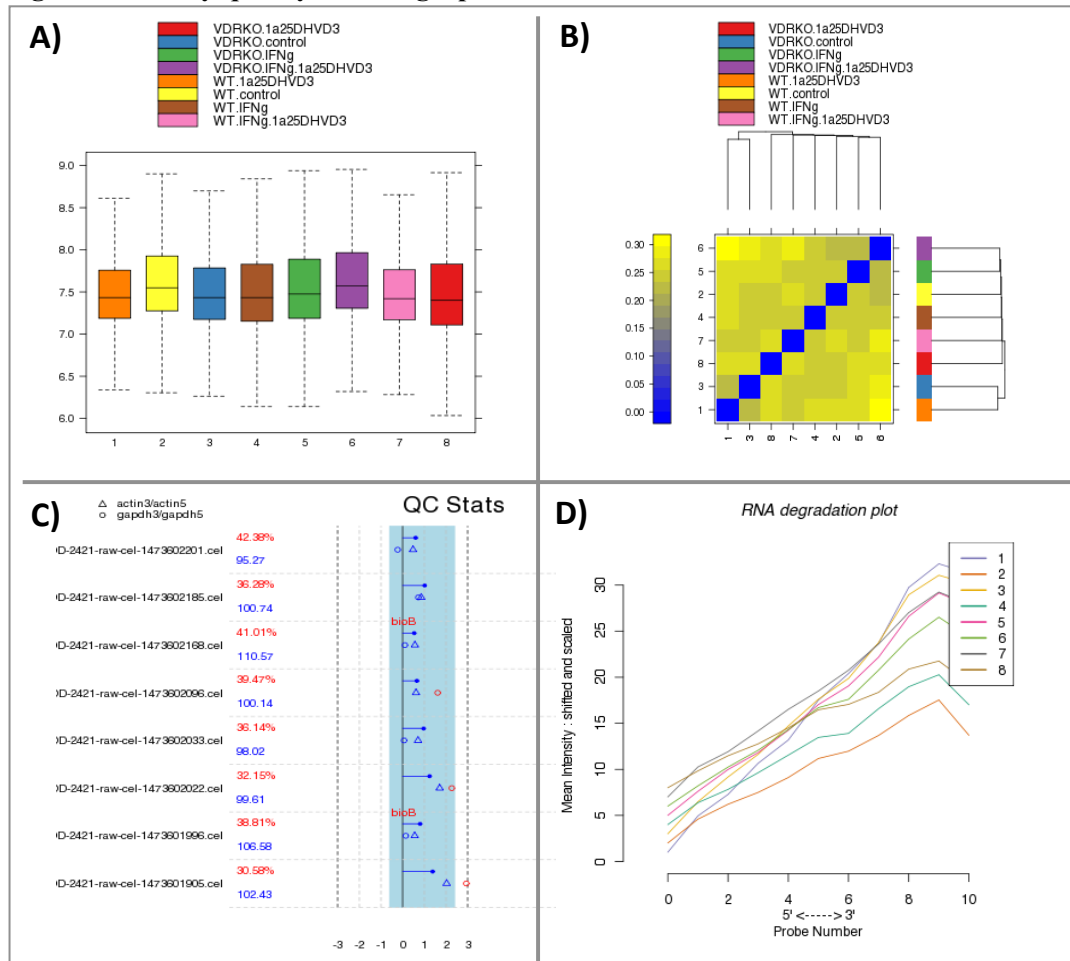 A)
VDRKO.1a25DHVD3
VDRKO.control
VDRKO.IFNg
VDRKO.IFNg.1a25DHVD3
WT.1a25DHVD3
WT.control
WT.IFNg
WT.IFNg.1a25DHVD3
9.0
8.5
8.0
7.5
7.0
6.5
6.0
1 2 3 4 5 6 7 8
B)
VDRKO.1a25DHVD3
VDRKO.control
VDRKO.IFNg
VDRKO.IFNg.1a25DHVD3
WT.1a25DHVD3
WT.control
WT.IFNg
WT.IFNg.1a25DHVD3
0.30
0.25
0.20
0.15
0.10
0.05
0.00
6
5
2
4
7
8
3
1
1 3 8 7 4 2 5 6
C)
actin3/actin5
gapdh3/gapdh5
QC Stats
D-2421-raw-cel-1473602201.cel
42.38%
95.27
D-2421-raw-cel-1473602185.cel
36.28%
100.74
bioB
D-2421-raw-cel-1473602168.cel
41.01%
110.57
D-2421-raw-cel-1473602096.cel
39.47%
100.14
D-2421-raw-cel-1473602033.cel
36.14%
98.02
D-2421-raw-cel-1473602022.cel
32.15%
99.61
bioB
D-2421-raw-cel-1473601996.cel
38.81%
106.58
D-2421-raw-cel-1473601905.cel
30.58%
102.43
-3 -2 -1 0 1 2 3
D)
RNA degradation plot
Mean Intensity : shifted and scaled
30
25
20
15
10
5
0
1
2
3
4
5
6
7
8
0 2 4 6 8 10
5' <-----> 3'
Probe Number